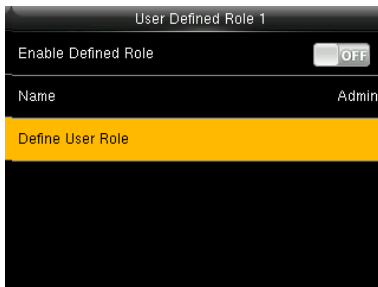 User Defined Role 1
Enable Defined Role OFF
Name Admin
Define User Role